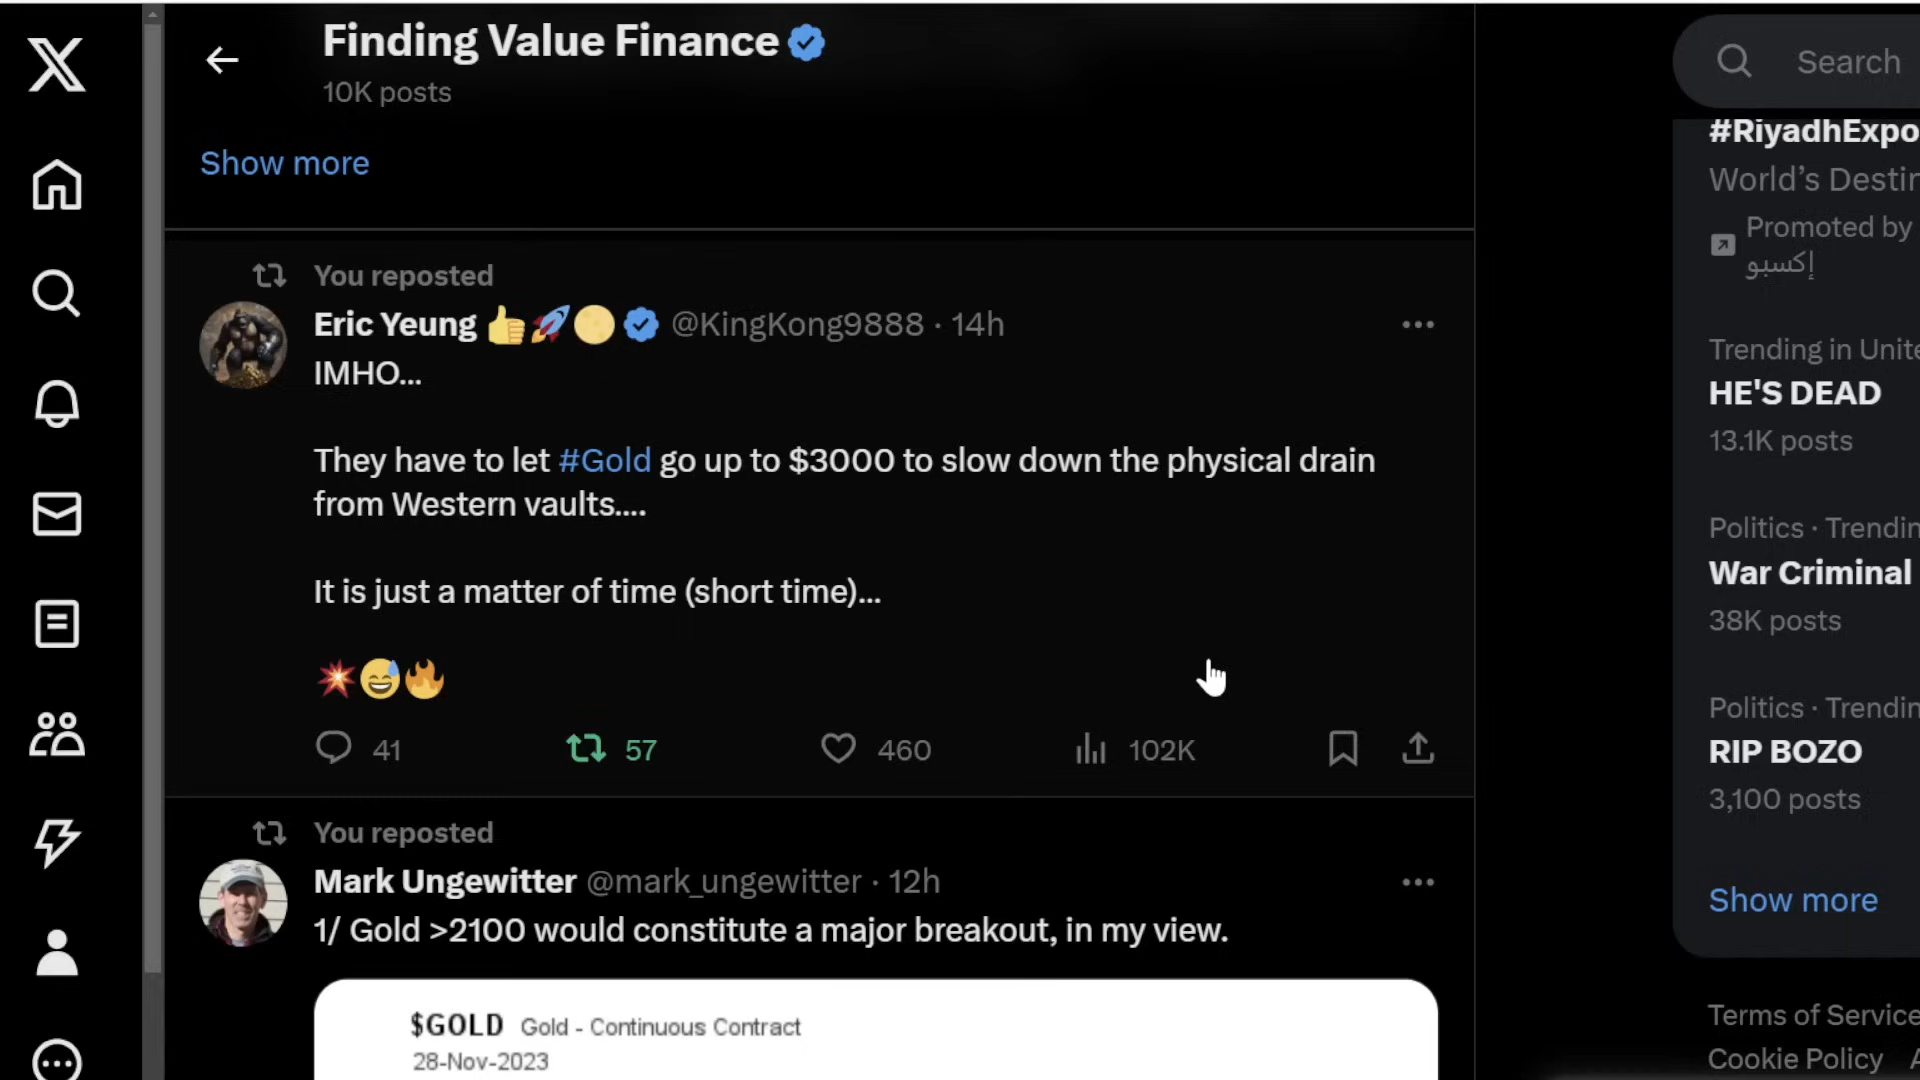 Finding Value Finance
10K posts
Search
Show more
You reposted
Eric Yeung 👍🚀🌕 @KingKong9888 · 14h
IMHO...
They have to let #Gold go up to $3000 to slow down the physical drain
from Western vaults....
It is just a matter of time (short time)...
💥😅🔥
41 57 460 102K
You reposted
Mark Ungewitter @mark_ungewitter · 12h
1/ Gold >2100 would constitute a major breakout, in my view.
$GOLD Gold - Continuous Contract
28-Nov-2023
#RiyadhExpo
World's Destin
Promoted by
إكسبو
Trending in Unite
HE'S DEAD
13.1K posts
Politics · Trendin
War Criminal
38K posts
Politics · Trendin
RIP BOZO
3,100 posts
Show more
Terms of Service
Cookie Policy